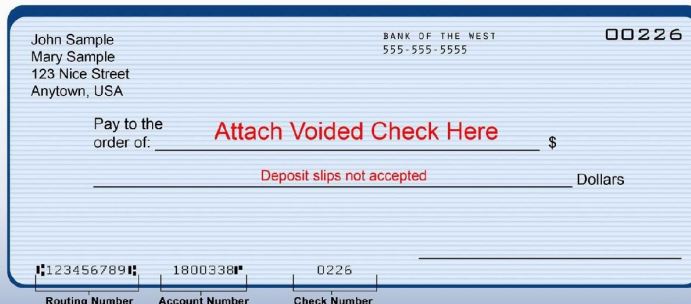 John Sample
Mary Sample
123 Nice Street
Anytown, USA
BANK OF THE WEST
555-555-5555
00226
Pay to the
order of:
Attach Voided Check Here
$
Deposit slips not accepted
Dollars
⑆123456789⑆ 1800338⑈ 0226
Routing Number Account Number Check Number